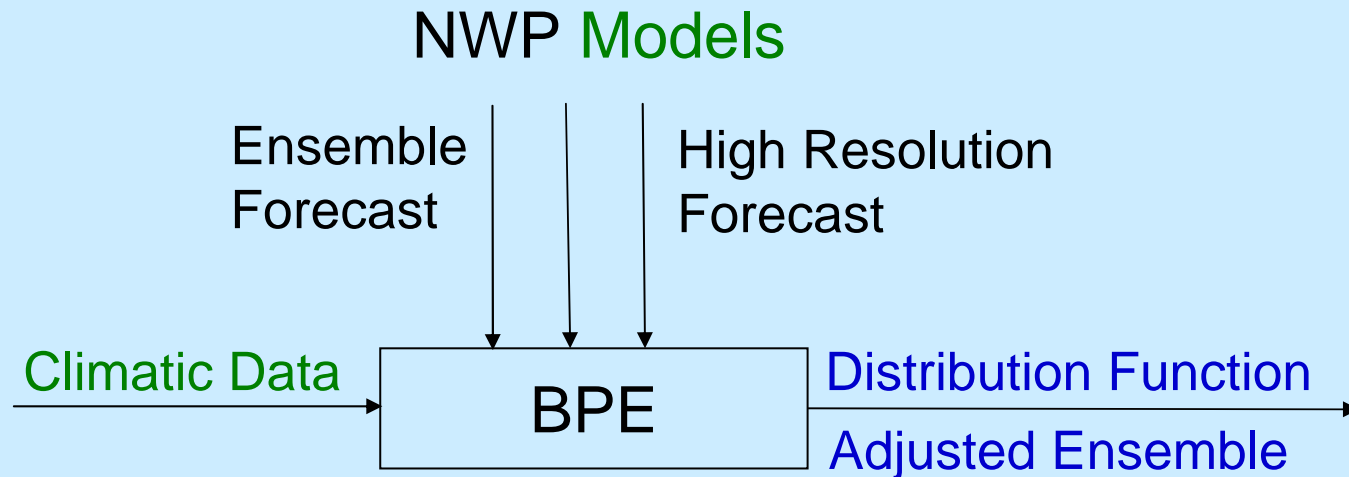 NWP Models
Ensemble
Forecast
High Resolution
Forecast
Climatic Data
BPE
Distribution Function
Adjusted Ensemble